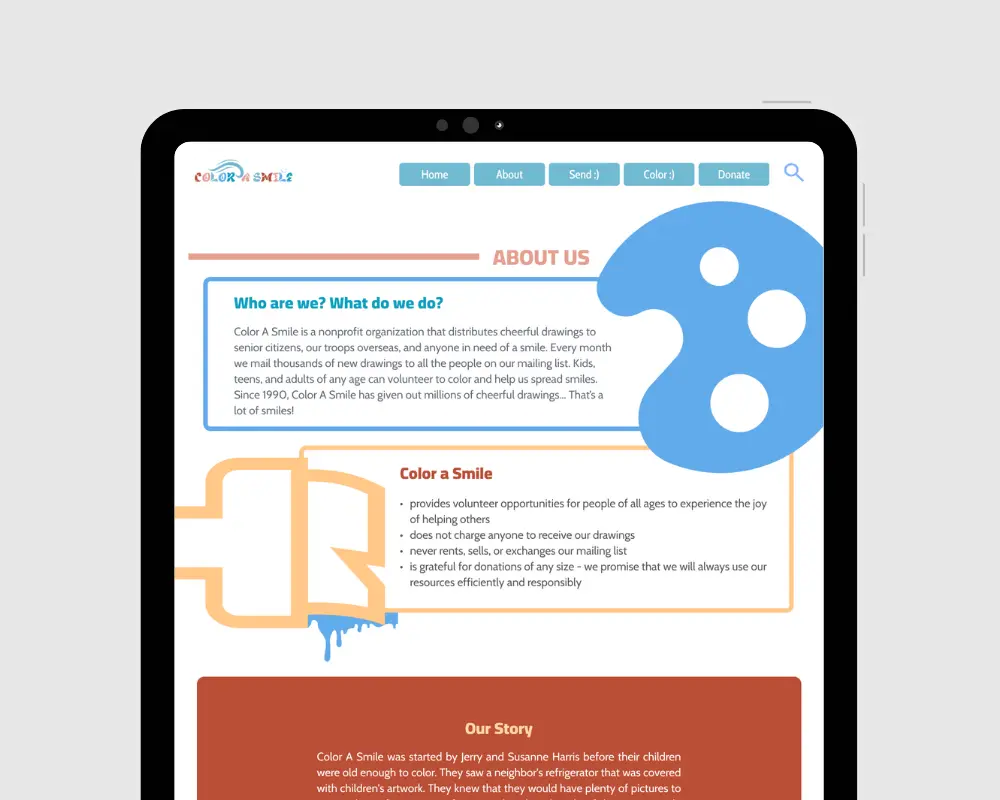 COLOR A SMILE
Home
About
Send :)
Color :)
Donate
ABOUT US
Who are we? What do we do?
Color A Smile is a nonprofit organization that distributes cheerful drawings to
senior citizens, our troops overseas, and anyone in need of a smile. Every month
we mail thousands of new drawings to all the people on our mailing list. Kids,
teens, and adults of any age can volunteer to color and help us spread smiles.
Since 1990, Color A Smile has given out millions of cheerful drawings... That's a
lot of smiles!
Color a Smile
• provides volunteer opportunities for people of all ages to experience the joy
of helping others
• does not charge anyone to receive our drawings
• never rents, sells, or exchanges our mailing list
• is grateful for donations of any size - we promise that we will always use our
resources efficiently and responsibly
Our Story
Color A Smile was started by Jerry and Susanne Harris before their children
were old enough to color. They saw a neighbor's refrigerator that was covered
with children's artwork. They knew that they would have plenty of pictures to